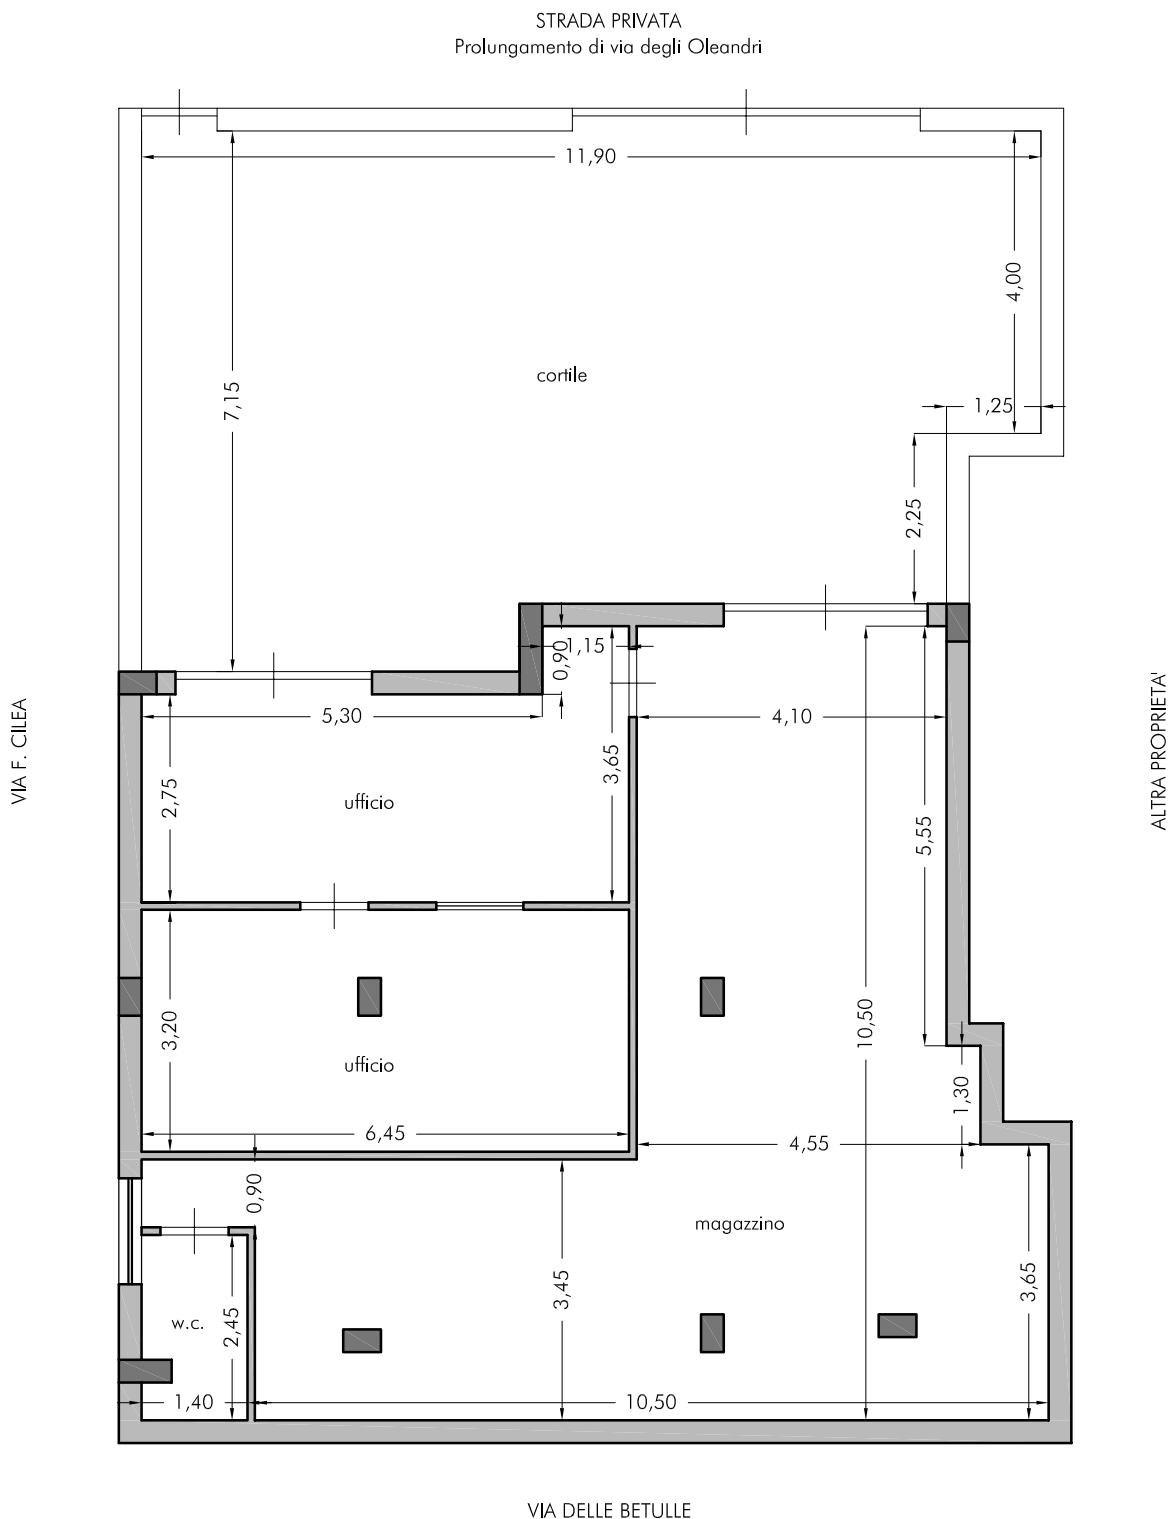 STRADA PRIVATA
Prolungamento di via degli Oleandri
11,90
4,00
7,15
cortile
1,25
2,25
0,90
1,15
5,30
4,10
VIA F. CILEA
ALTRA PROPRIETA'
2,75
3,65
ufficio
5,55
3,20
10,50
ufficio
1,30
6,45
4,55
0,90
magazzino
3,45
3,65
w.c.
2,45
1,40
10,50
VIA DELLE BETULLE